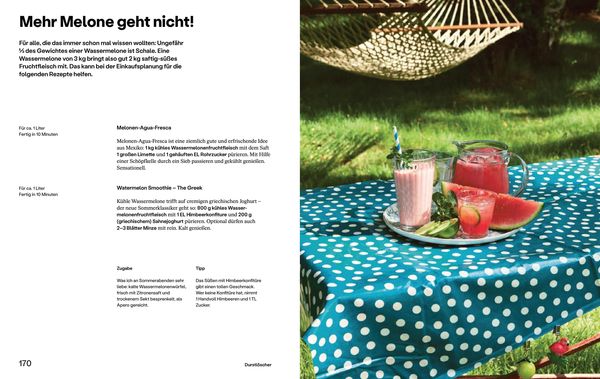 Mehr Melone geht nicht!
Für alle, die das immer schon mal wissen wollten: Ungefähr
⅓ des Gewichtes einer Wassermelone ist Schale. Eine
Wassermelone von 3 kg bringt also gut 2 kg saftig-süßes
Fruchtfleisch mit. Das kann bei der Einkaufsplanung für die
folgenden Rezepte helfen.
Für ca. 1 Liter
Fertig in 10 Minuten
Melonen-Agua-Fresca
Melonen-Agua-Fresca ist eine ziemlich gute und erfrischende Idee
aus Mexiko: 1 kg kühles Wassermelonenfruchtfleisch mit dem Saft
1 großen Limette und 1 gehäuften EL Rohrzucker pürieren. Mit Hilfe
einer Schöpfkelle durch ein Sieb passieren und gekühlt genießen.
Sensationell.
Für ca. 1 Liter
Fertig in 10 Minuten
Watermelon Smoothie – The Greek
Kühle Wassermelone trifft auf cremigen griechischen Joghurt –
der neue Sommerklassiker geht so: 800 g kühles Wasser-
melonenfruchtfleisch mit 1 EL Himbeerkonfitüre und 200 g
(griechischem) Sahnejoghurt pürieren. Optional dürfen auch
2–3 Blätter Minze mit rein. Kalt genießen.
Zugabe
Was ich an Sommerabenden sehr
liebe: kalte Wassermelonenwürfel,
frisch mit Zitronensaft und
trockenem Sekt besprenkelt, als
Apero gereicht.
Tipp
Das Süßen mit Himbeerkonfitüre
gibt einen tollen Geschmack.
Wer keine Konfitüre hat, nimmt
1 Handvoll Himbeeren und 1 TL
Zucker.
170
Durstlöscher